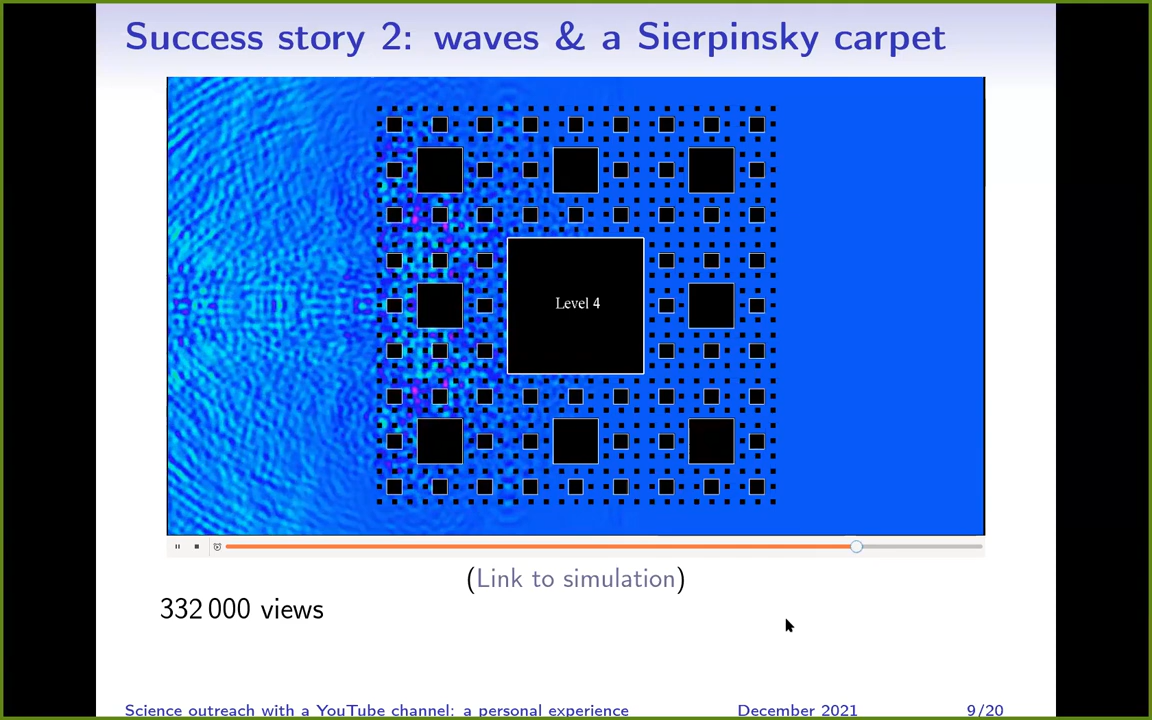 Success story 2: waves & a Sierpinsky carpet
Level 4
(Link to simulation)
332 000 views
Science outreach with a YouTube channel: a personal experience December 2021 9/20